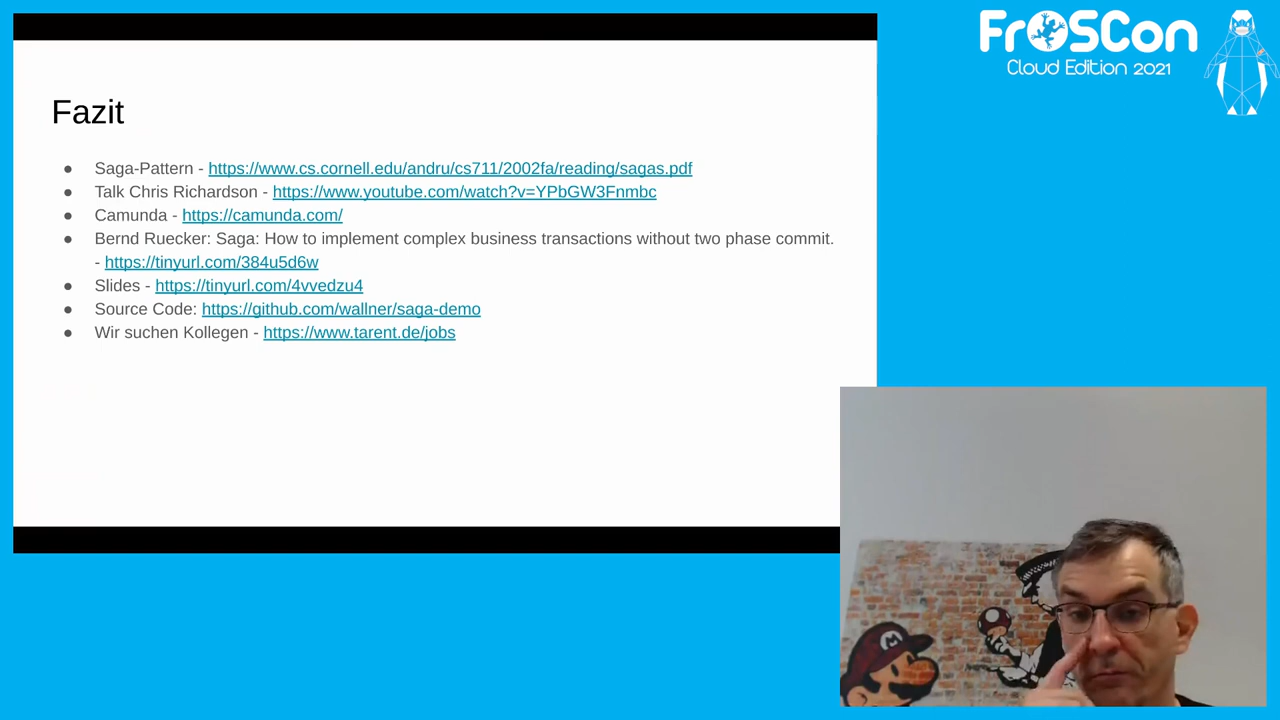 FrOSCon
Cloud Edition 2021
Fazit
● Saga-Pattern - https://www.cs.cornell.edu/andru/cs711/2002fa/reading/sagas.pdf
● Talk Chris Richardson - https://www.youtube.com/watch?v=YPbGW3Fnmbc
● Camunda - https://camunda.com/
● Bernd Ruecker: Saga: How to implement complex business transactions without two phase commit.
- https://tinyurl.com/384u5d6w
● Slides - https://tinyurl.com/4vvedzu4
● Source Code: https://github.com/wallner/saga-demo
● Wir suchen Kollegen - https://www.tarent.de/jobs
M